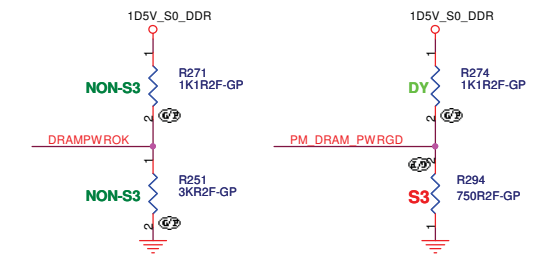 1D5V_S0_DDR
1
R271
1K1R2F-GP
NON-S3
2
G/P
DRAMPWROK
1
R251
3KR2F-GP
NON-S3
2
G/P
1D5V_S0_DDR
1
R274
1K1R2F-GP
DY
2
G/P
PM_DRAM_PWRGD
G/P
2
R294
750R2F-GP
S3
1